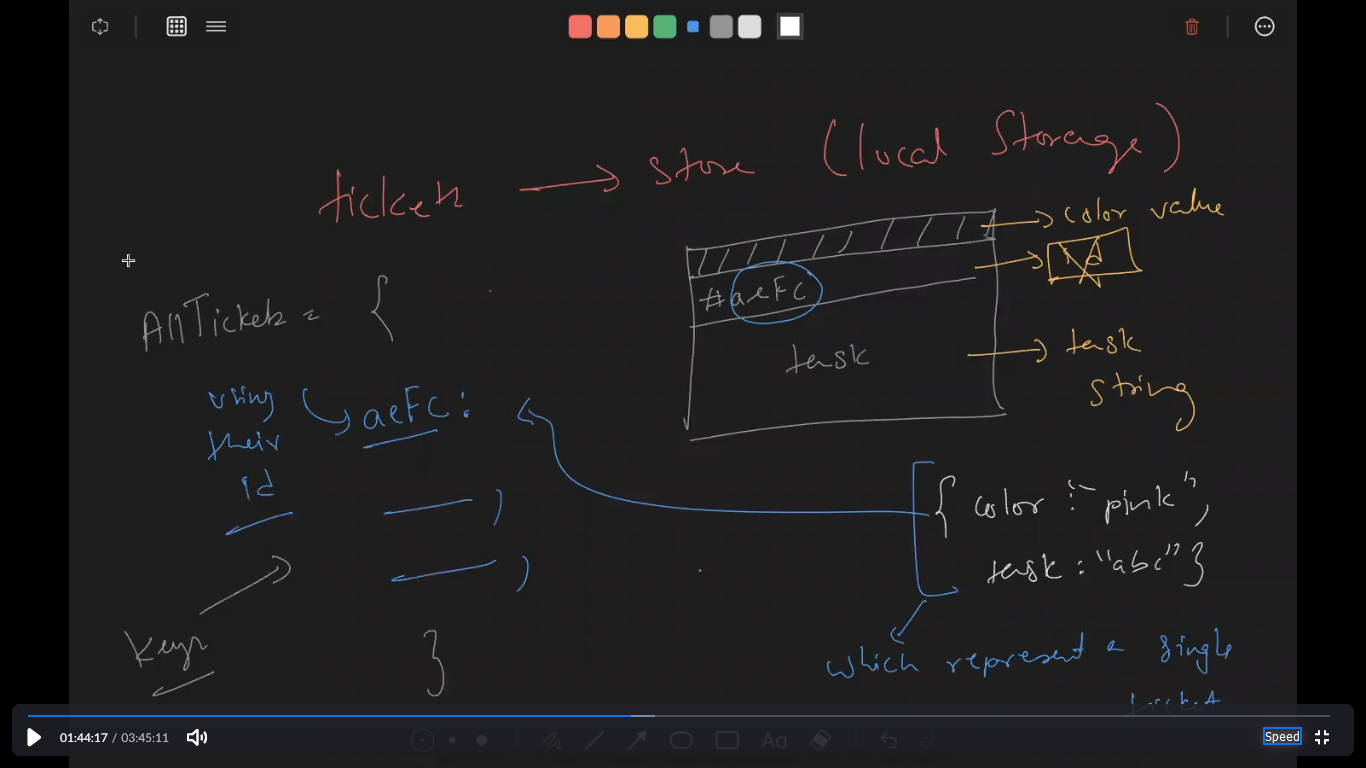 tickets → store (local Storage)
→ color value
→ id
#aeFc
task
→ task
string
AllTickets = {
using
their
id
aeFc:
,
,
{ color : "pink",
task : "abc" }
Keys
}
which represent a single
ticket
01:44:17 / 03:45:11
Speed
Aa